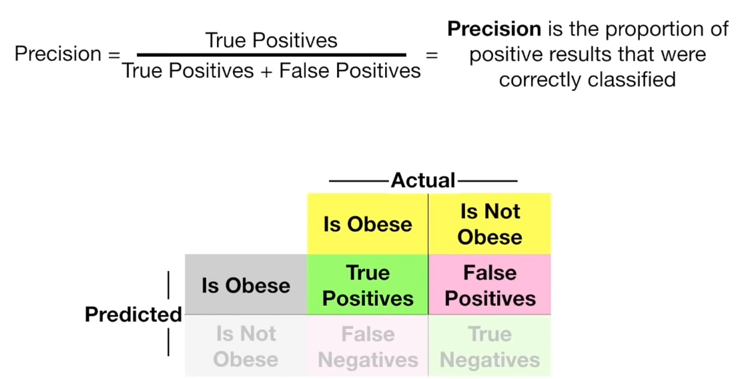 Precision = True Positives / True Positives + False Positives = Precision is the proportion of
positive results that were
correctly classified
Actual
Is Obese
Is Not
Obese
Predicted
Is Obese
True
Positives
False
Positives
Is Not
Obese
False
Negatives
True
Negatives